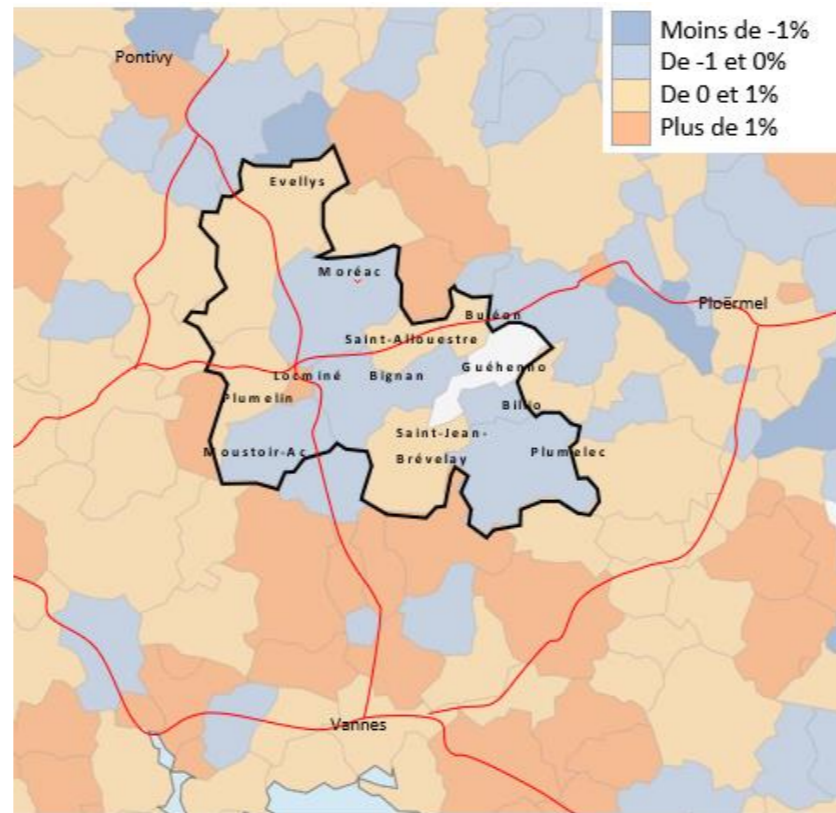 Moins de -1%
De -1 et 0%
De 0 et 1%
Plus de 1%
Pontivy
Evellys
Moréac
Ploërmel
Buléon
Saint-Allouestre
Guéhenno
Locminé
Bignan
Plumelin
Billio
Saint-Jean-
Brévelay
Moustoir-Ac
Plumelec
Vannes